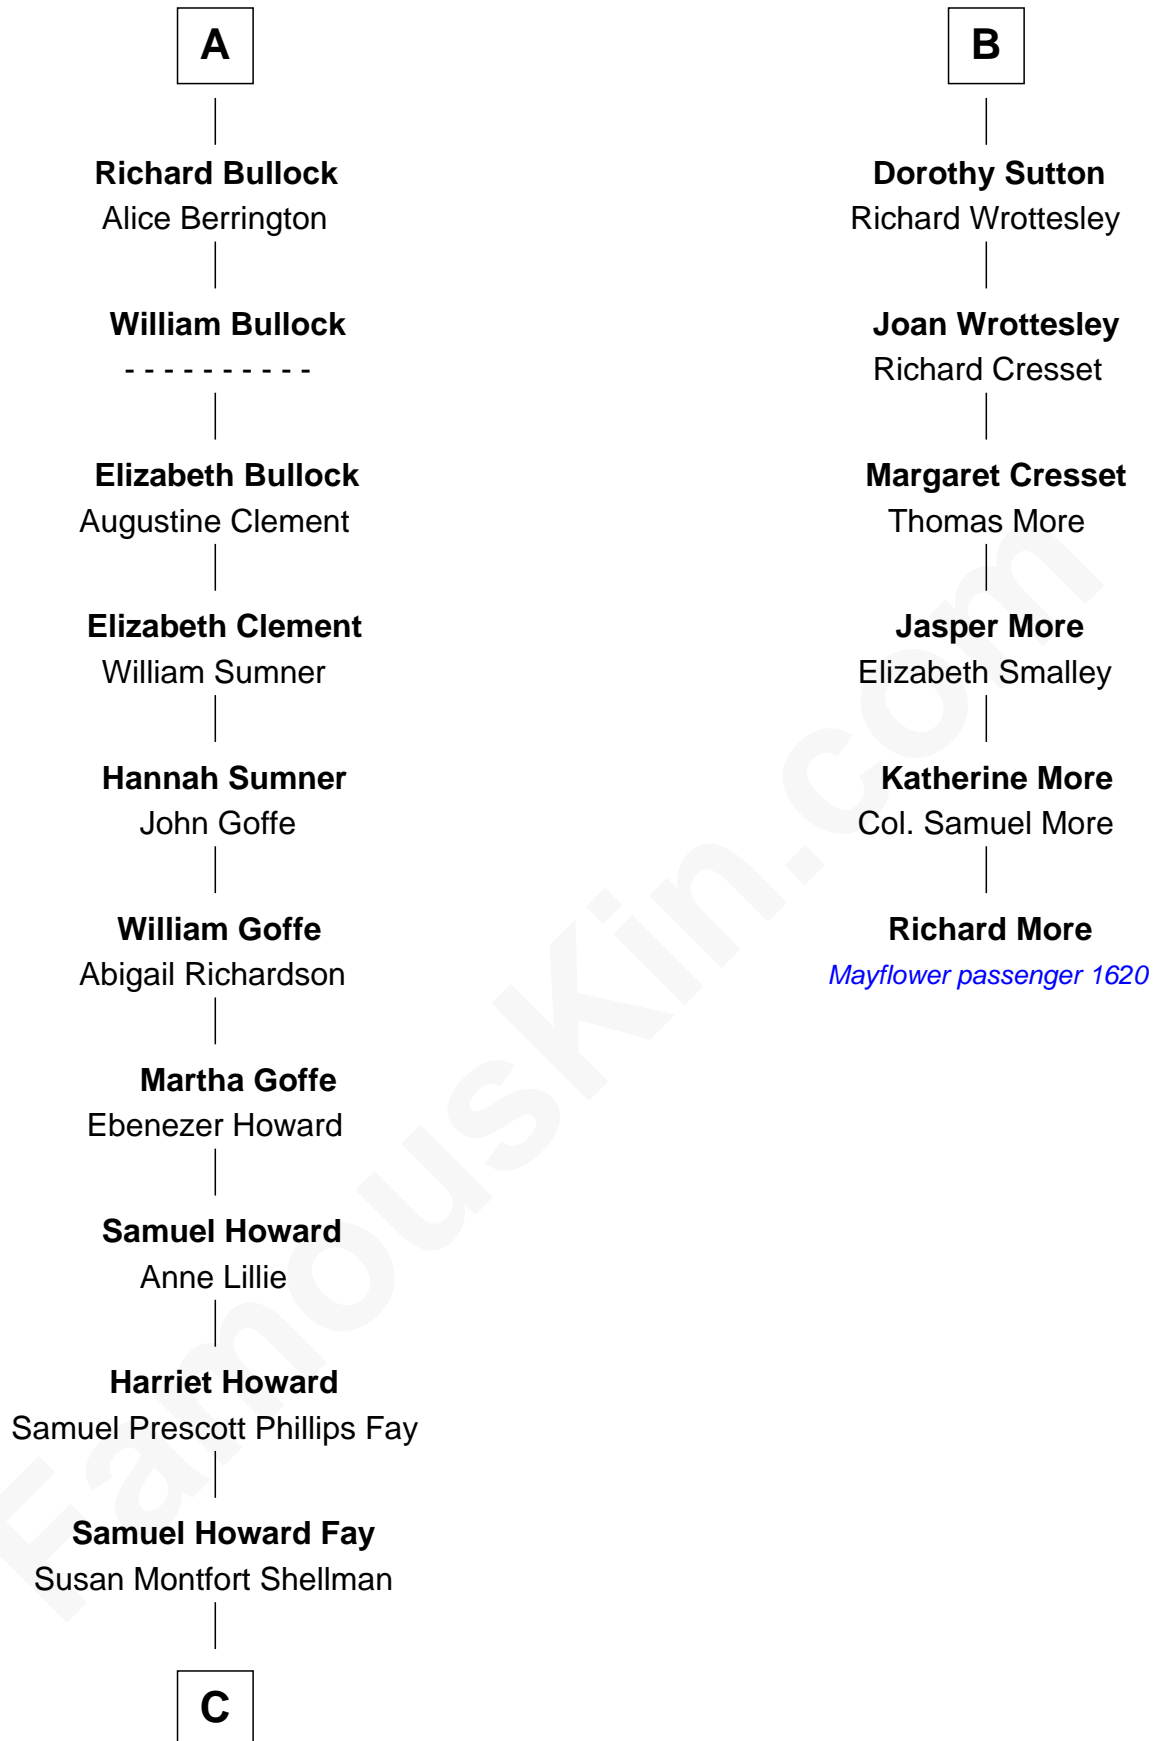 A
Richard Bullock
Alice Berrington
William Bullock
- - - - - - - - - -
Elizabeth Bullock
Augustine Clement
Elizabeth Clement
William Sumner
Hannah Sumner
John Goffe
William Goffe
Abigail Richardson
Martha Goffe
Ebenezer Howard
Samuel Howard
Anne Lillie
Harriet Howard
Samuel Prescott Phillips Fay
Samuel Howard Fay
Susan Montfort Shellman
C
B
Dorothy Sutton
Richard Wrottesley
Joan Wrottesley
Richard Cresset
Margaret Cresset
Thomas More
Jasper More
Elizabeth Smalley
Katherine More
Col. Samuel More
Richard More
Mayflower passenger 1620
FamousKin.com